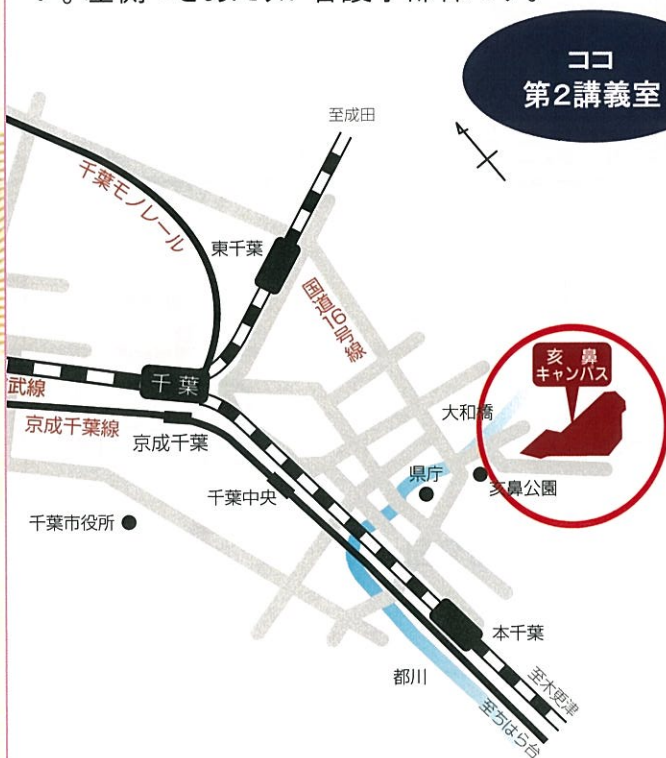 ココ
第2講義室
至成田
千葉モノレール
東千葉
国道16号線
亥鼻
キャンパス
千葉
武線
大和橋
京成千葉線
京成千葉
県庁
亥鼻公園
千葉中央
千葉市役所
本千葉
都川
至木更津
至ちはら台